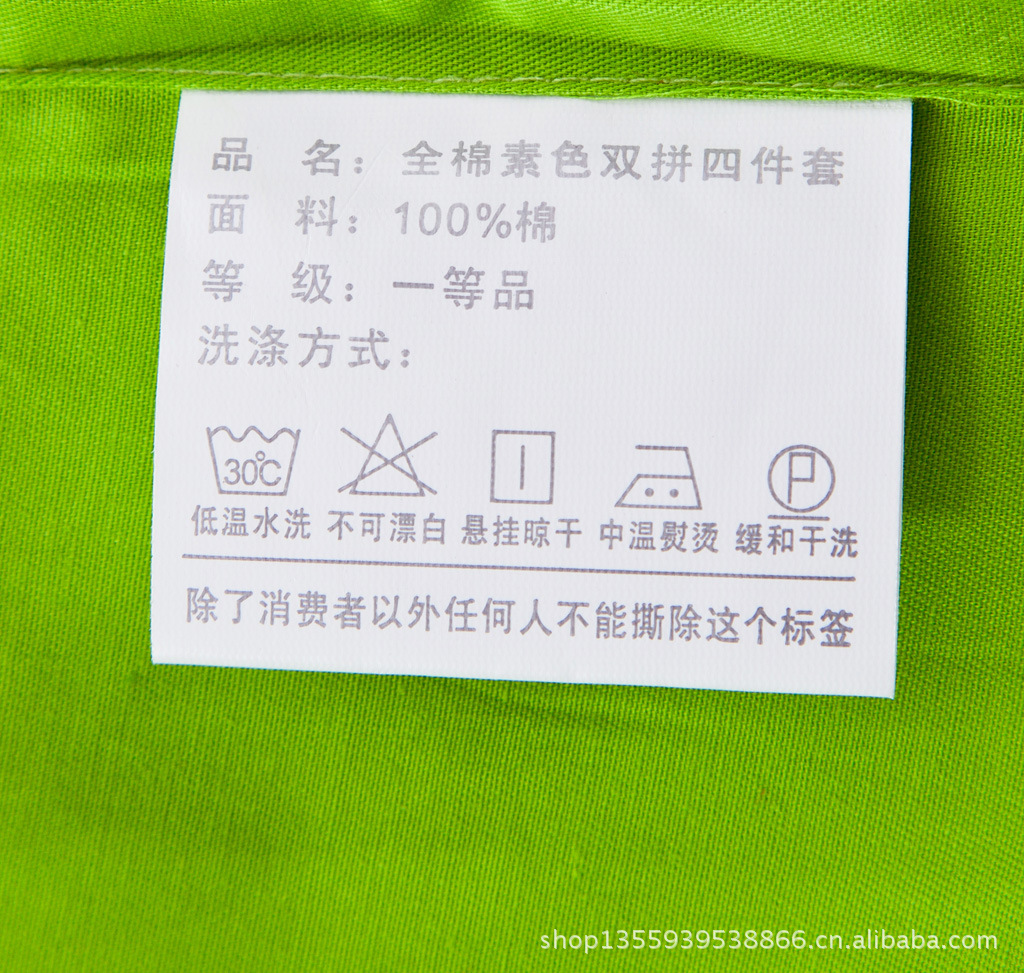 品 名：全棉素色双拼四件套
面 料：100%棉
等 级：一等品
洗涤方式：
30℃ P
低温水洗 不可漂白 悬挂晾干 中温熨烫 缓和干洗
除了消费者以外任何人不能撕除这个标签
shop1355939538866.cn.alibaba.com